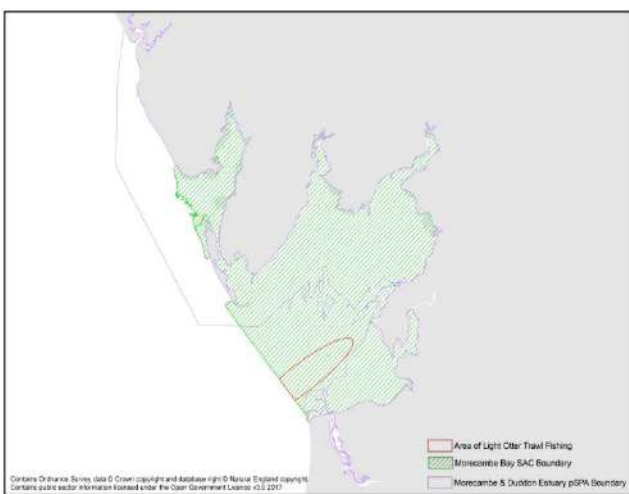 Area of Light Otter Trawl Fishing
Morecambe Bay SAC Boundary
Morecambe & Duddon Estuary pSPA Boundary
Contains Ordnance Survey data © Crown copyright and database right © Natural England copyright.
Contains public sector information licensed under the Open Government Licence v3.0 2017